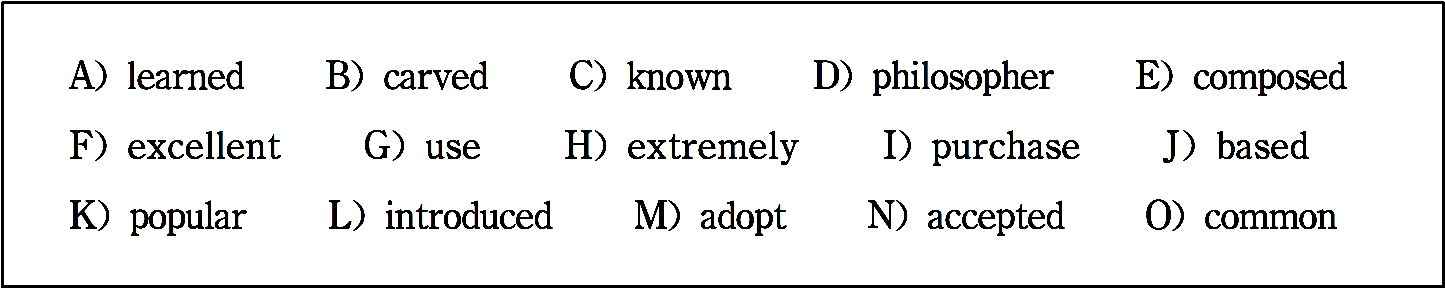 A) learned B) carved C) known D) philosopher E) composed
F) excellent G) use H) extremely I) purchase J) based
K) popular L) introduced M) adopt N) accepted O) common